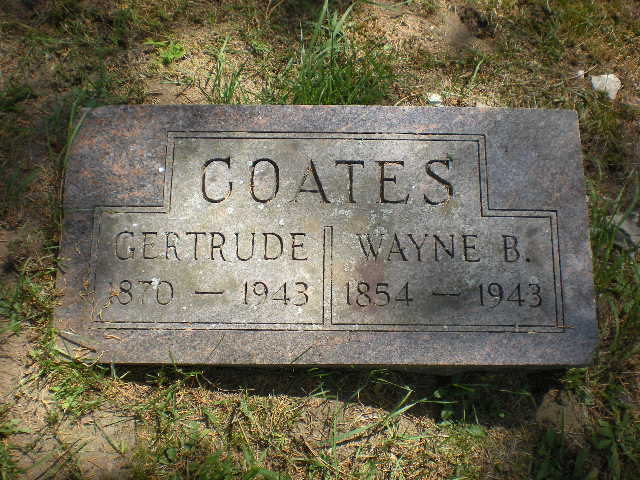 COATES
GERTRUDE
1870 — 1943
WAYNE B.
1854 — 1943